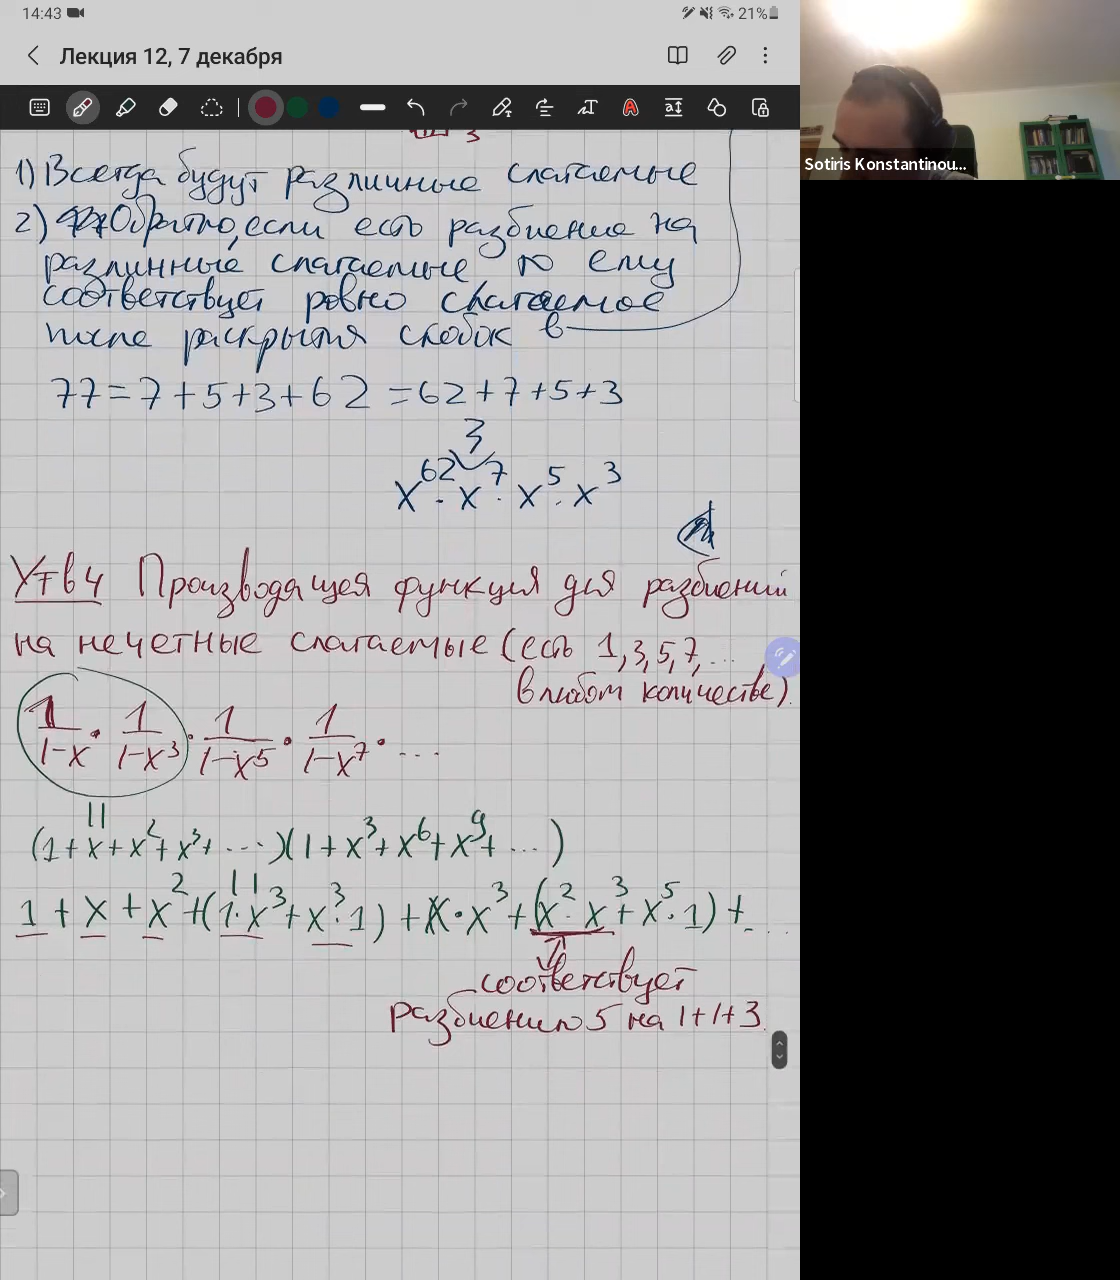 14:43
21%
Лекция 12, 7 декабря
Sotiris Konstantinou...
3
1) Всегда будут различные слагаемые
2) Обратно, если есть разбиение на
различные слагаемые то ему
соответствует ровно слагаемое
после раскрытия скобок в
77 = 7 + 5 + 3 + 62 = 62 + 7 + 5 + 3
3
x^62 · x^7 · x^5 · x^3
Утв 4 Производящея функция для разбиений
на нечетные слагаемые (есть 1, 3, 5, 7, ...
в любом количестве)
1/(1-x) · 1/(1-x^3) · 1/(1-x^5) · 1/(1-x^7) · ...
||
(1 + x + x^2 + x^3 + ...)(1 + x^3 + x^6 + x^9 + ...)
||
1 + x + x^2 + (1·x^3 + x^3·1) + x·x^3 + (x^2·x^3 + x^5·1) + ...
соответствует
разбиению 5 на 1+1+3.